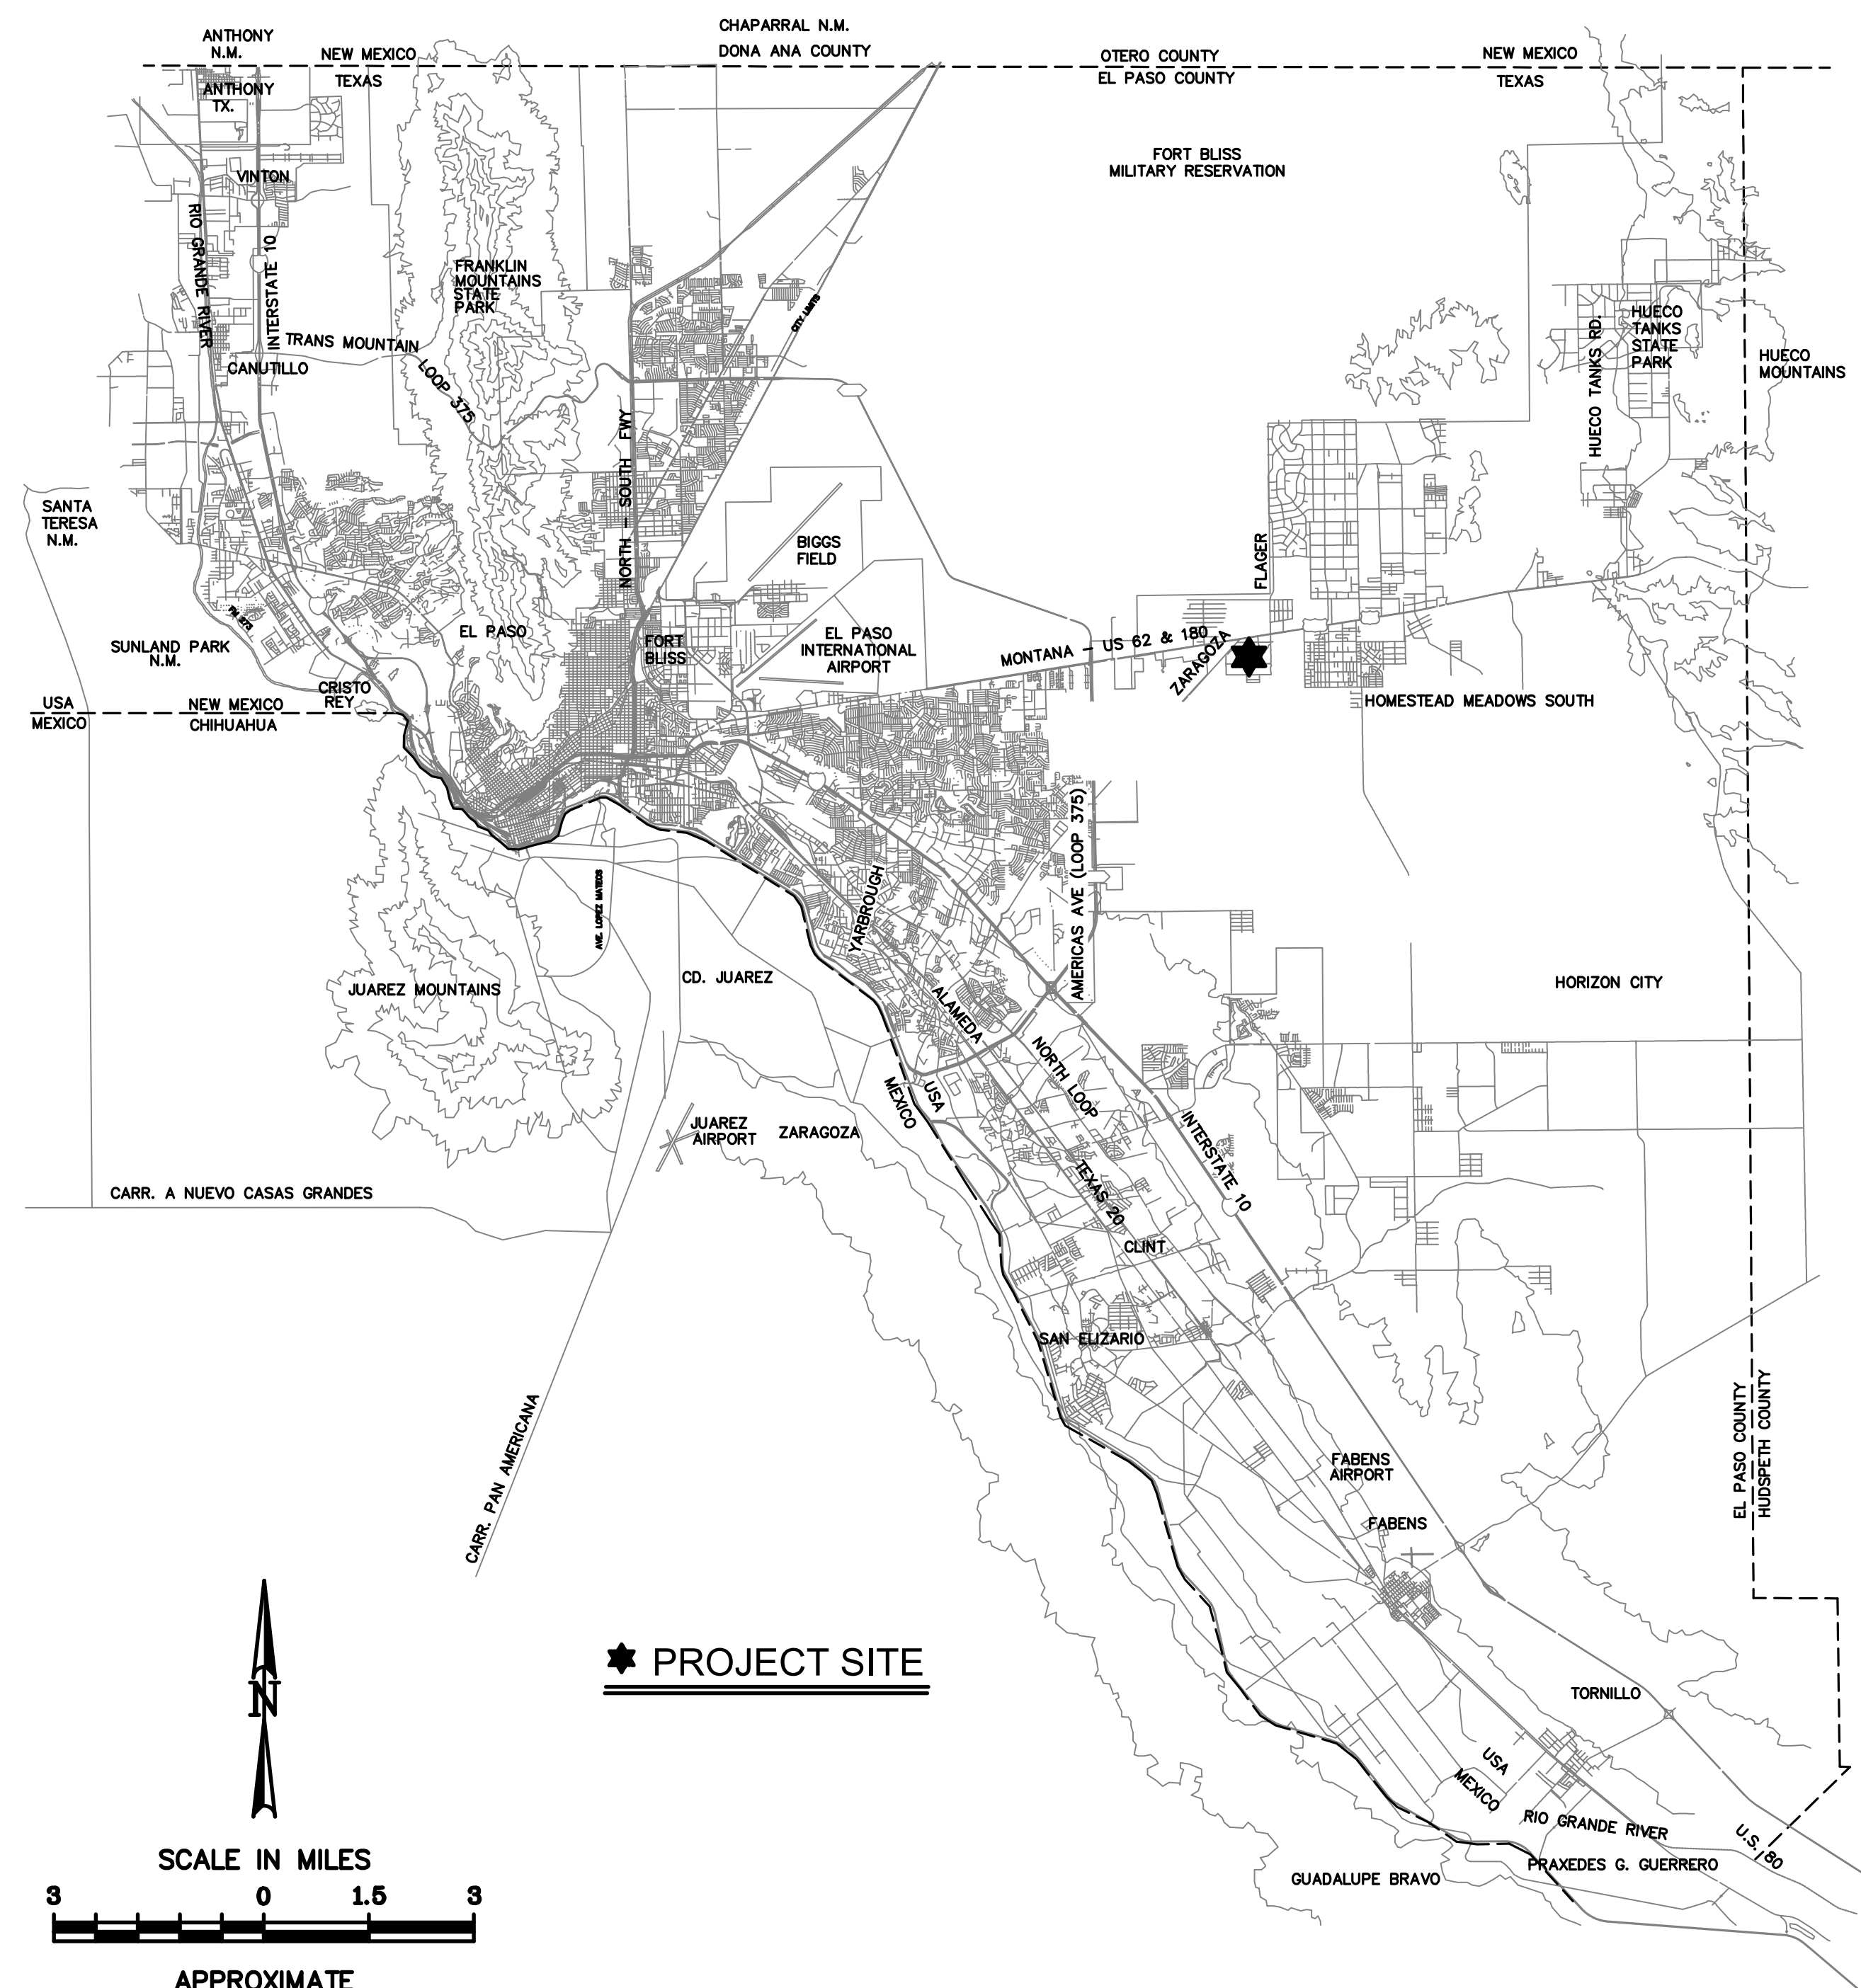 ANTHONY
N.M.
NEW MEXICO
TEXAS
CHAPARRAL N.M.
DONA ANA COUNTY
OTERO COUNTY
EL PASO COUNTY
NEW MEXICO
TEXAS
ANTHONY
TX.
VINTON
RIO GRANDE RIVER
INTERSTATE 10
FRANKLIN
MOUNTAINS
STATE
PARK
TRANS MOUNTAIN
LOOP 375
CANUTILLO
CITY LIMITS
FORT BLISS
MILITARY RESERVATION
HUECO TANKS RD.
HUECO
TANKS
STATE
PARK
HUECO
MOUNTAINS
NORTH - SOUTH FWY
SANTA
TERESA
N.M.
BIGGS
FIELD
FLAGER
SUNLAND PARK
N.M.
EL PASO
FORT
BLISS
EL PASO
INTERNATIONAL
AIRPORT
MONTANA - US 62 & 180
ZARAGOZA
HOMESTEAD MEADOWS SOUTH
CRISTO
REY
USA
MEXICO
NEW MEXICO
CHIHUAHUA
AMERICAS AVE (LOOP 375)
YARBROUGH
AVE. LOPEZ MATEOS
JUAREZ MOUNTAINS
CD. JUAREZ
ALAMEDA
HORIZON CITY
NORTH LOOP
USA
MEXICO
JUAREZ
AIRPORT
ZARAGOZA
INTERSTATE 10
TEXAS 20
CARR. A NUEVO CASAS GRANDES
CLINT
SAN ELIZARIO
CARR. PAN AMERICANA
EL PASO COUNTY
HUDSPETH COUNTY
FABENS
AIRPORT
FABENS
N
PROJECT SITE
TORNILLO
USA
MEXICO
RIO GRANDE RIVER
U.S. 80
PRAXEDES G. GUERRERO
GUADALUPE BRAVO
SCALE IN MILES
3 0 1.5 3
APPROXIMATE